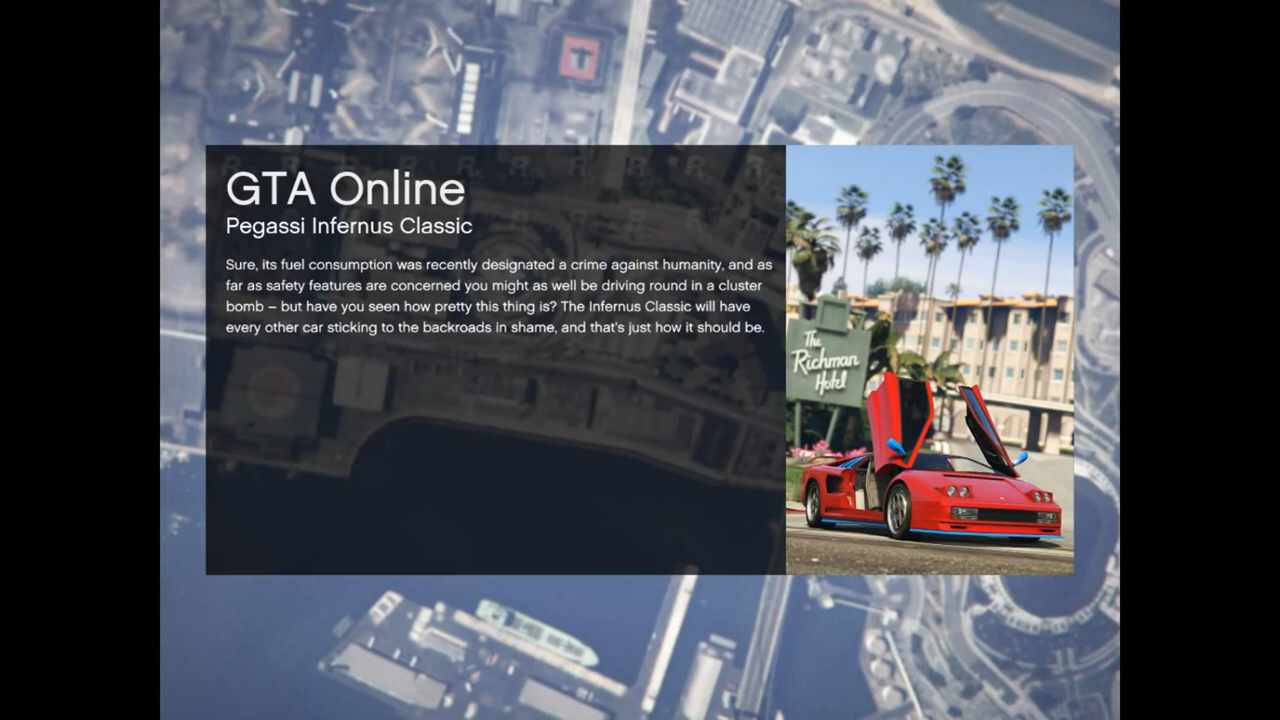 GTA Online
Pegassi Infernus Classic
Sure, its fuel consumption was recently designated a crime against humanity, and as
far as safety features are concerned you might as well be driving round in a cluster
bomb – but have you seen how pretty this thing is? The Infernus Classic will have
every other car sticking to the backroads in shame, and that's just how it should be.
The
Richman
Hotel